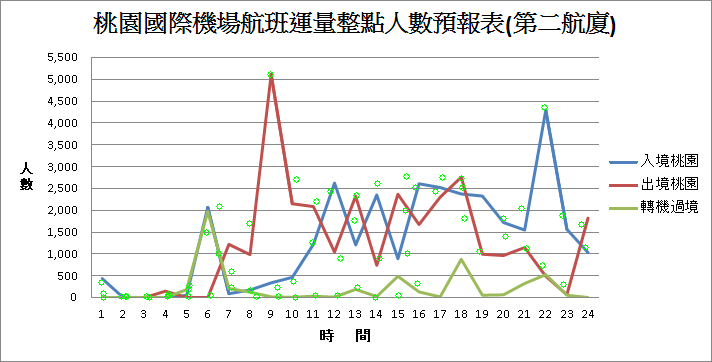 桃園國際機場航班運量整點人數預報表(第二航廈)
5,500
5,000
4,500
4,000
3,500
3,000
2,500
2,000
1,500
1,000
500
0
人數
1 2 3 4 5 6 7 8 9 10 11 12 13 14 15 16 17 18 19 20 21 22 23 24
時 間
入境桃園
出境桃園
轉機過境